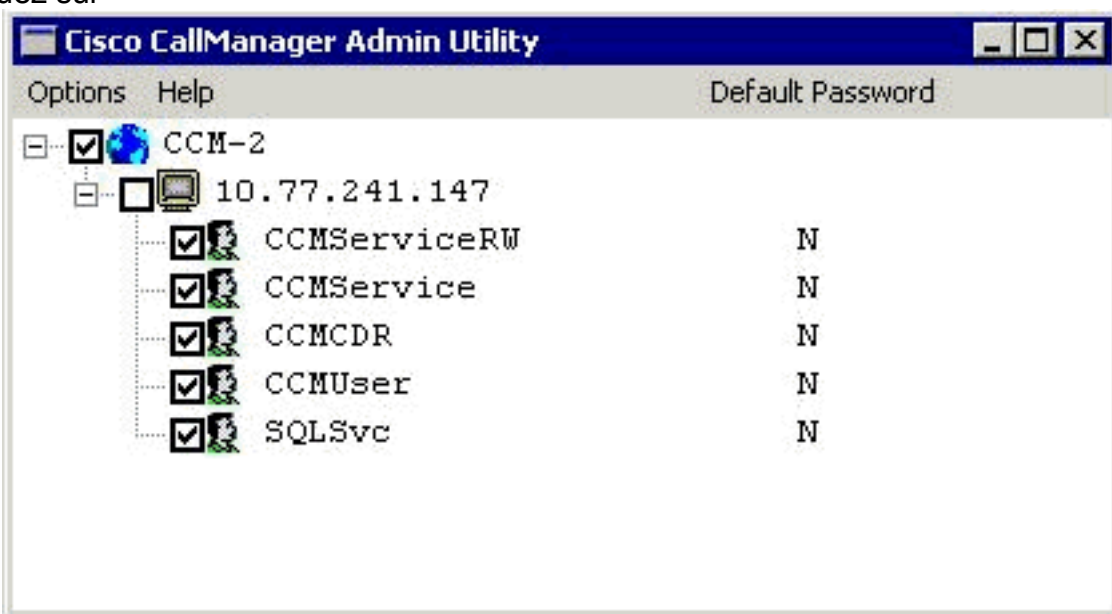 Cisco CallManager Admin Utility
Options Help Default Password
CCM-2
10.77.241.147
CCMServiceRW N
CCMService N
CCMCDR N
CCMUser N
SQLSvc N